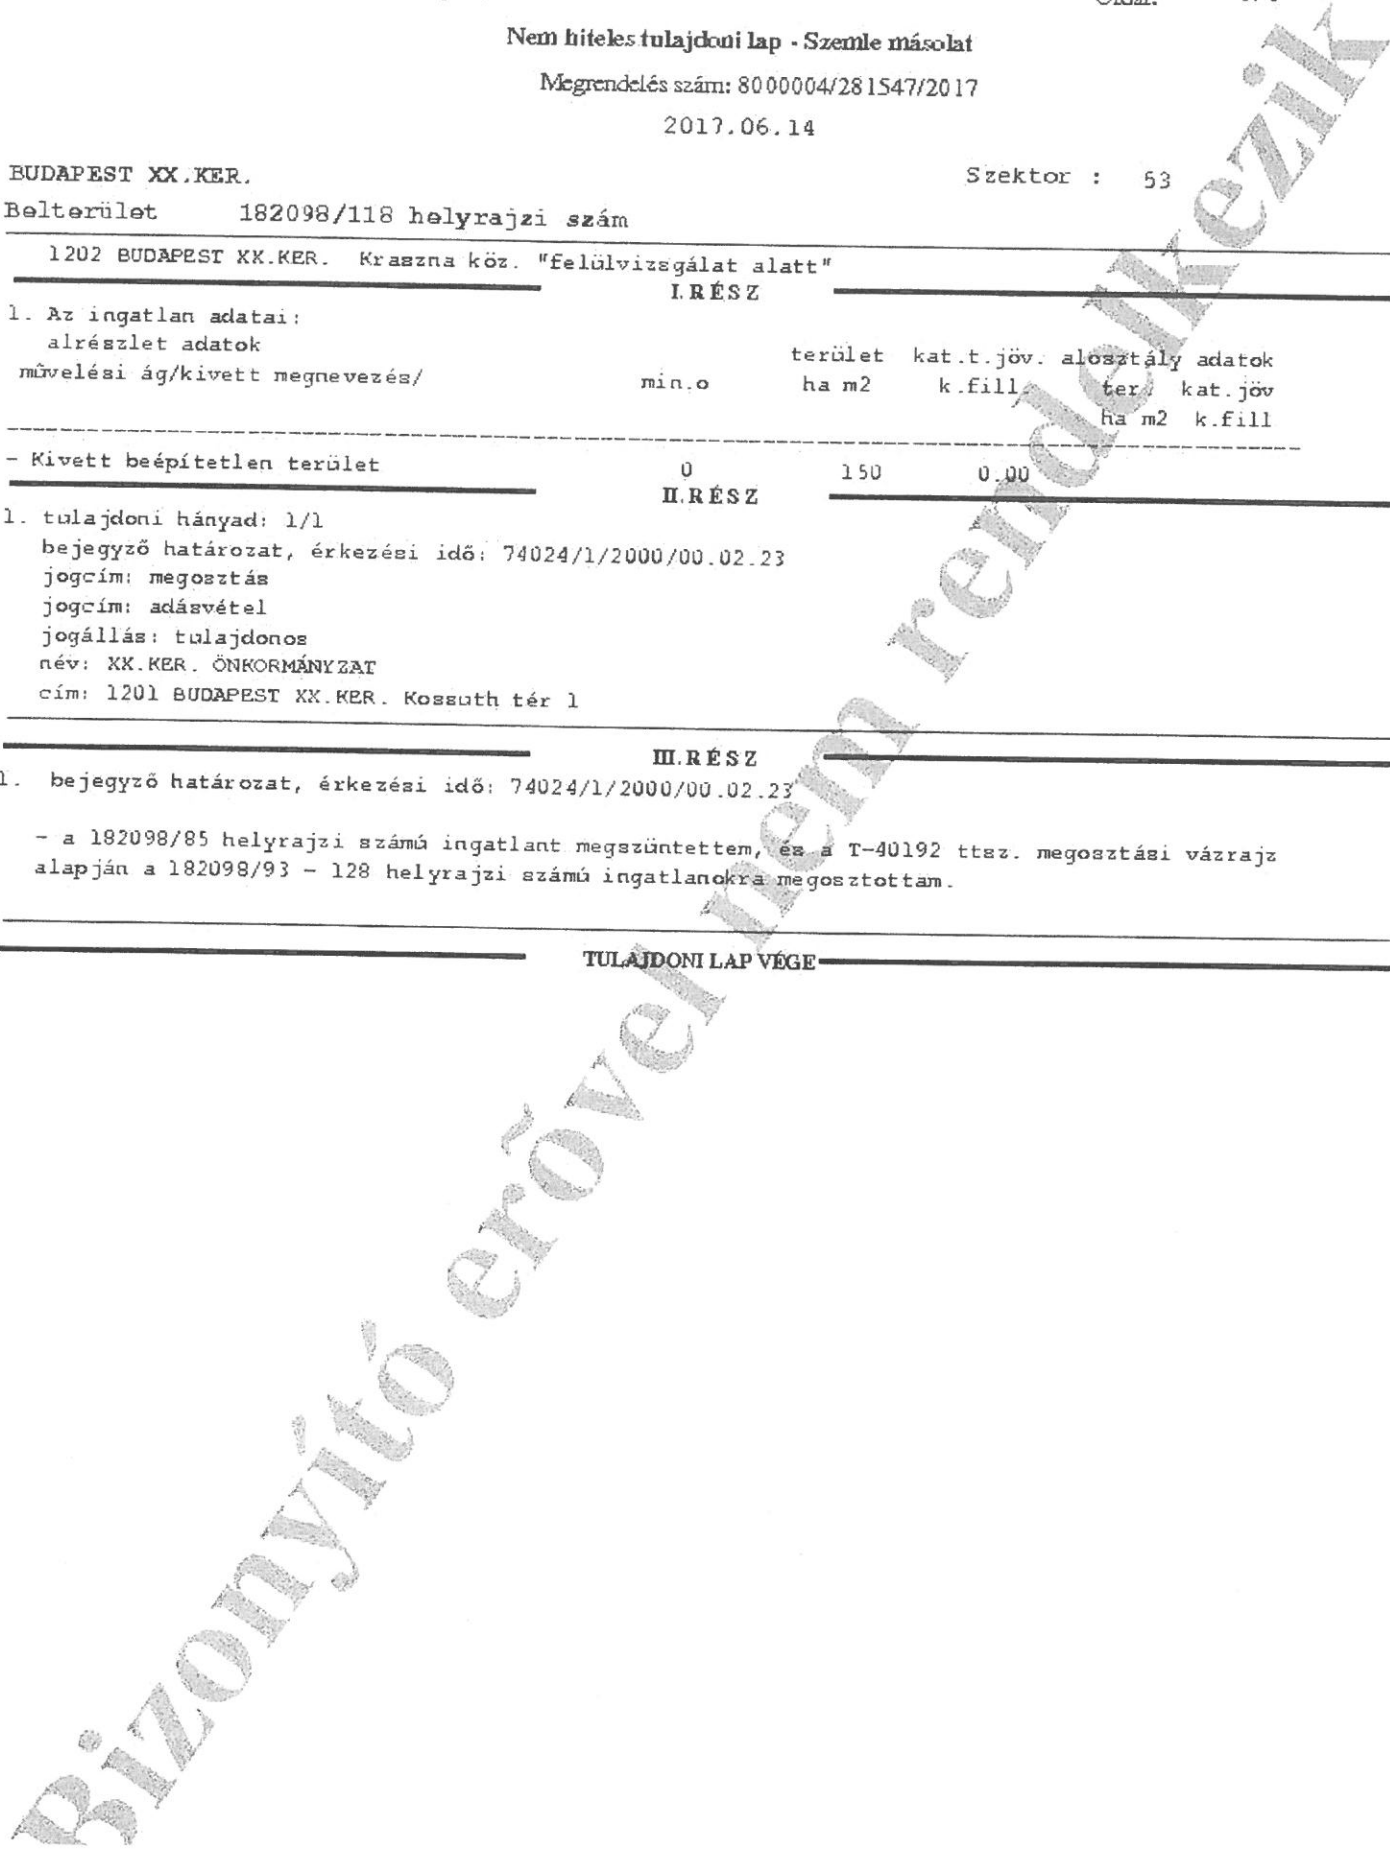 Nem hiteles tulajdoni lap - Szemle másolat
Megrendelés szám: 8000004/281547/2017
2017.06.14
BUDAPEST XX.KER. Szektor : 53
Belterület 182098/118 helyrajzi szám
1202 BUDAPEST XX.KER. Kraszna köz. "felülvizsgálat alatt"
I.RÉSZ
1. Az ingatlan adatai:
alrészlet adatok terület kat.t.jöv. alosztály adatok
művelési ág/kivett megnevezés/ min.o ha m2 k.fill. ter. kat.jöv
ha m2 k.fill
- Kivett beépítetlen terület 0 150 0.00
II.RÉSZ
1. tulajdoni hányad: 1/1
bejegyző határozat, érkezési idő: 74024/1/2000/00.02.23
jogcím: megosztás
jogcím: adásvétel
jogállás: tulajdonos
név: XX.KER. ÖNKORMÁNYZAT
cím: 1201 BUDAPEST XX.KER. Kossuth tér 1
III.RÉSZ
1. bejegyző határozat, érkezési idő: 74024/1/2000/00.02.23
- a 182098/85 helyrajzi számú ingatlant megszüntettem, és a T-40192 ttsz. megosztási vázrajz
alapján a 182098/93 - 128 helyrajzi számú ingatlanokra megosztottam.
TULAJDONI LAP VÉGE
Bizonyító erővel nem rendelkezik